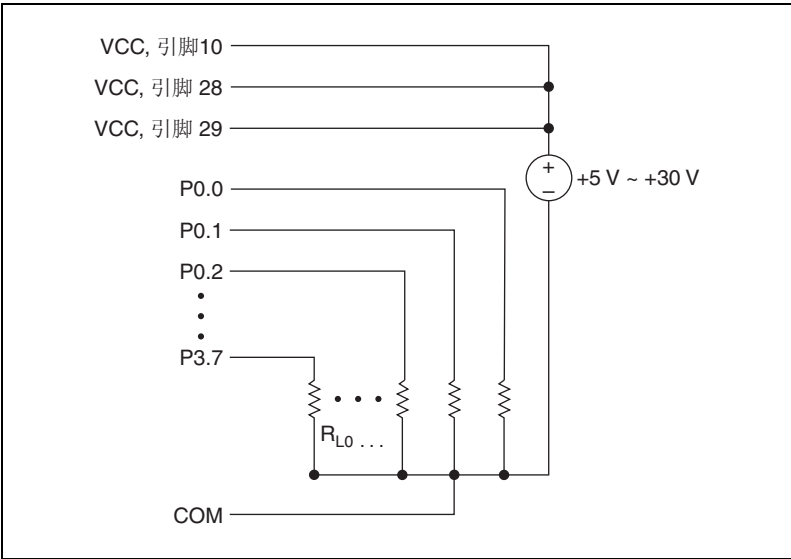 VCC, 引脚10
VCC, 引脚 28
VCC, 引脚 29
+
–
+5 V ~ +30 V
P0.0
P0.1
P0.2
P3.7
RL0 . . .
COM